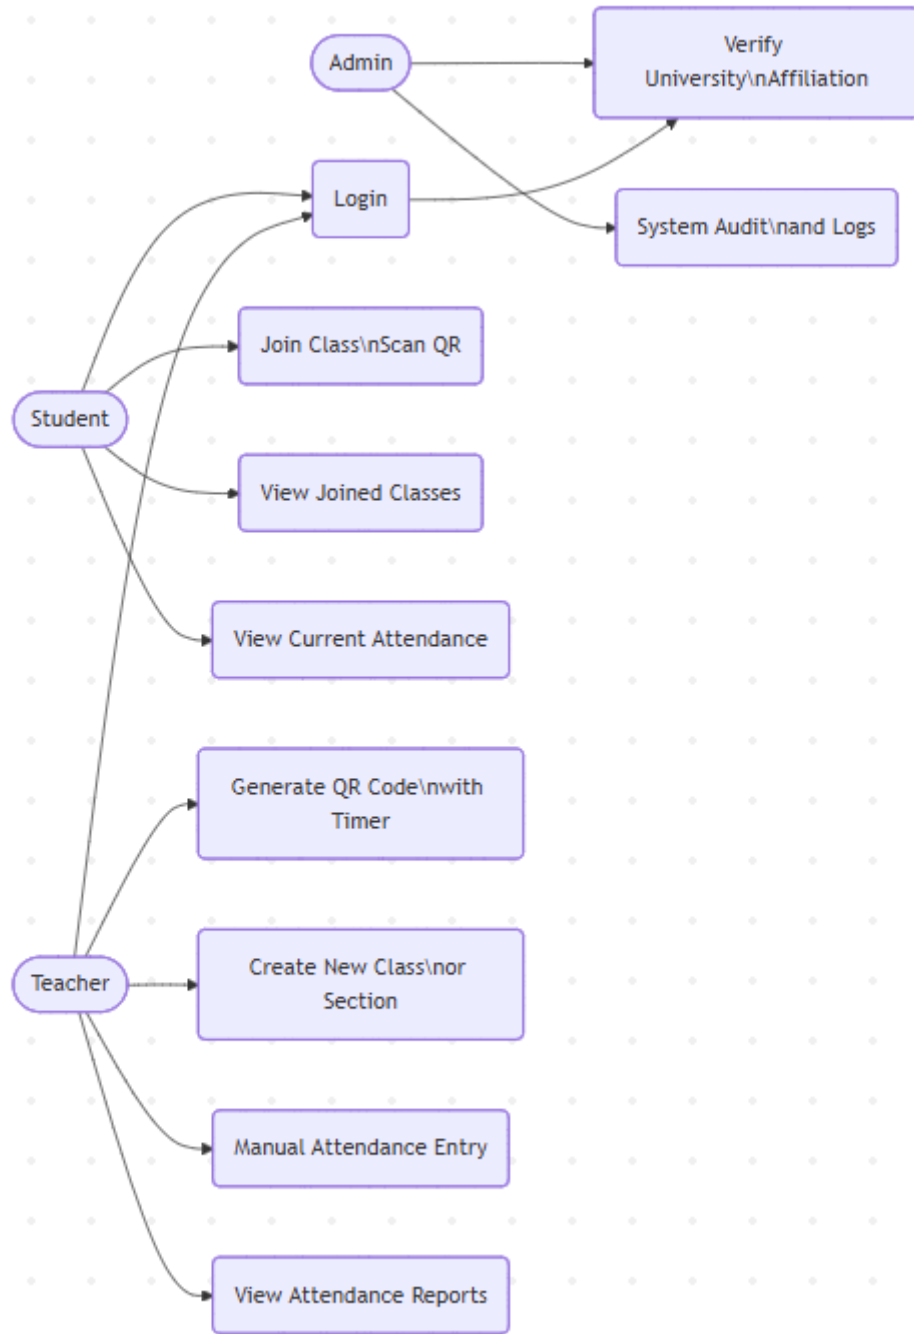 Admin
Verify
University\nAffiliation
Login
System Audit\nand Logs
Join Class\nScan QR
Student
View Joined Classes
View Current Attendance
Generate QR Code\nwith
Timer
Teacher
Create New Class\nor
Section
Manual Attendance Entry
View Attendance Reports